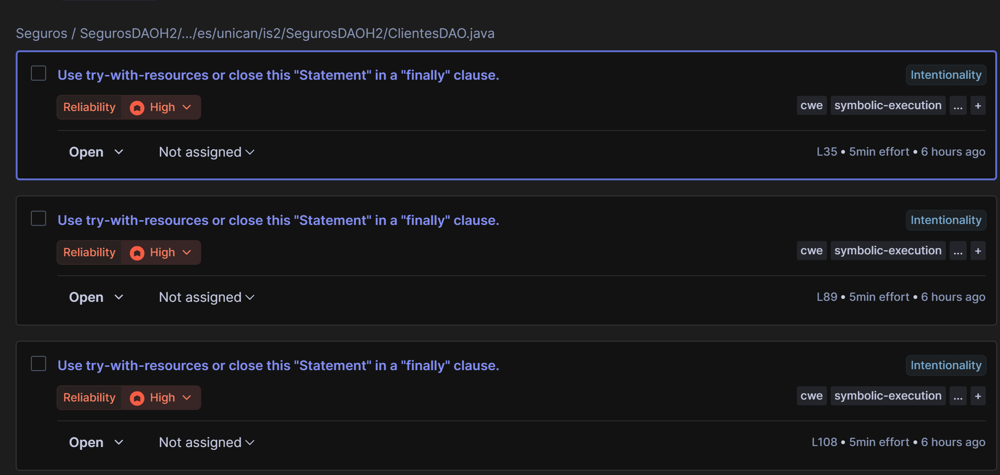 Seguros / SegurosDAOH2/.../es/unican/is2/SegurosDAOH2/ClientesDAO.java
Use try-with-resources or close this "Statement" in a "finally" clause.
Intentionality
Reliability High
cwe symbolic-execution ... +
Open Not assigned
L35 • 5min effort • 6 hours ago
Use try-with-resources or close this "Statement" in a "finally" clause.
Intentionality
Reliability High
cwe symbolic-execution ... +
Open Not assigned
L89 • 5min effort • 6 hours ago
Use try-with-resources or close this "Statement" in a "finally" clause.
Intentionality
Reliability High
cwe symbolic-execution ... +
Open Not assigned
L108 • 5min effort • 6 hours ago